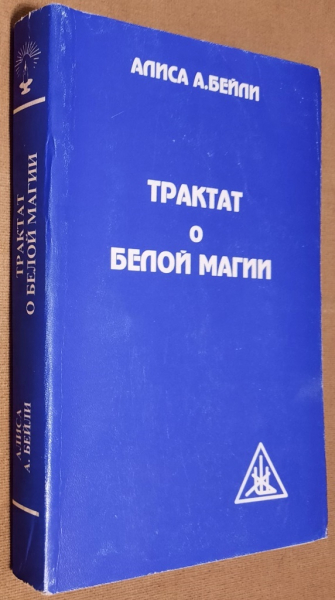 АЛИСА А.БЕЙЛИ
ТРАКТАТ
О
БЕЛОЙ МАГИИ
ТРАКТАТ
О БЕЛОЙ МАГИИ
АЛИСА
А. БЕЙЛИ